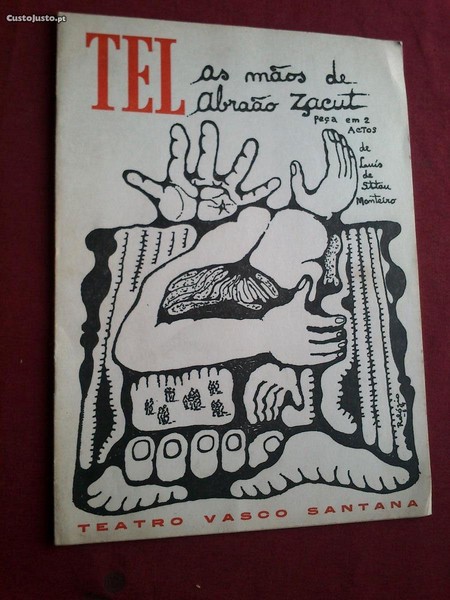 CustoJusto.pt
TEL
as mãos de
abraão Zacut
Peça em 2
ACTOS
de
Luís
de
Sttau
Monteiro
TEATRO VASCO SANTANA